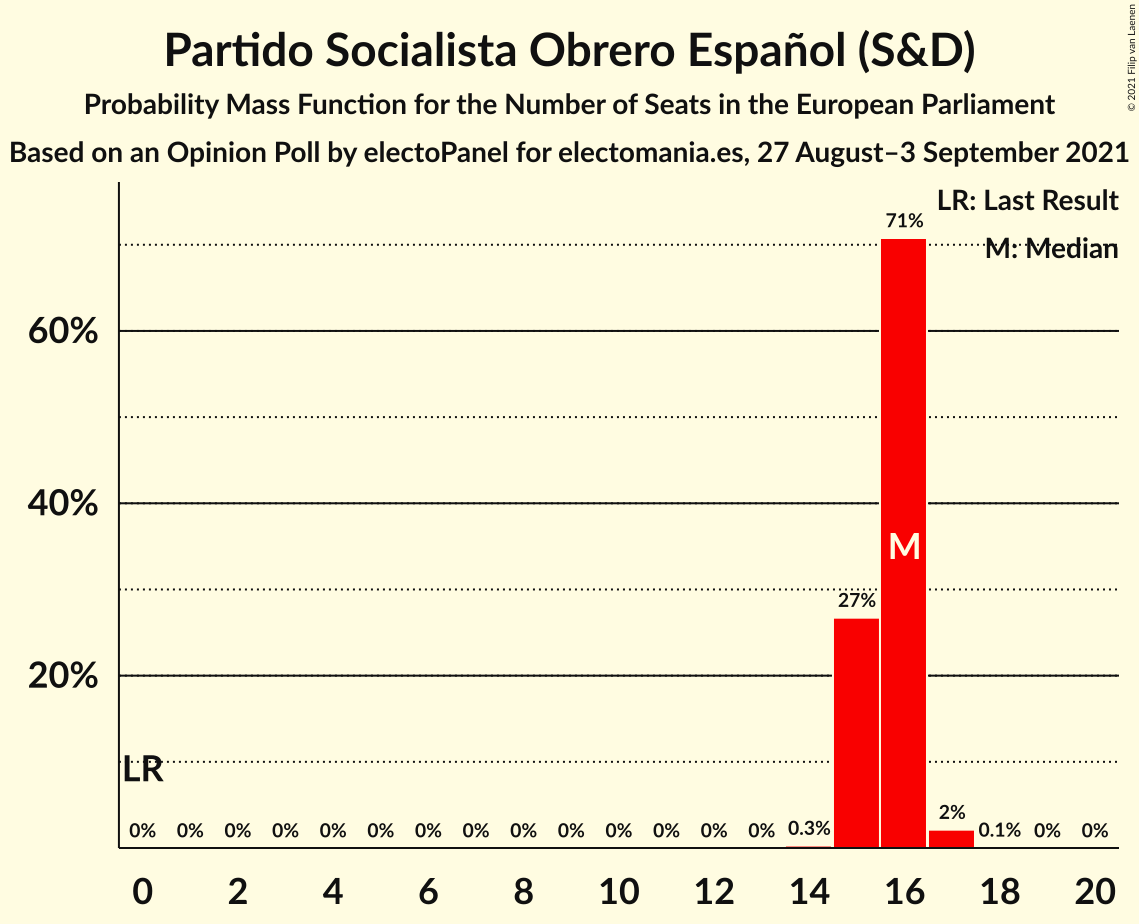 Partido Socialista Obrero Español (S&D)
Probability Mass Function for the Number of Seats in the European Parliament
Based on an Opinion Poll by electoPanel for electomania.es, 27 August–3 September 2021
© 2021 Filip van Laenen
LR: Last Result
M: Median
71%
60%
40%
M
27%
20%
LR
0% 0% 0% 0% 0% 0% 0% 0% 0% 0% 0% 0% 0% 0% 0.3% 2% 0.1% 0% 0%
0 2 4 6 8 10 12 14 16 18 20